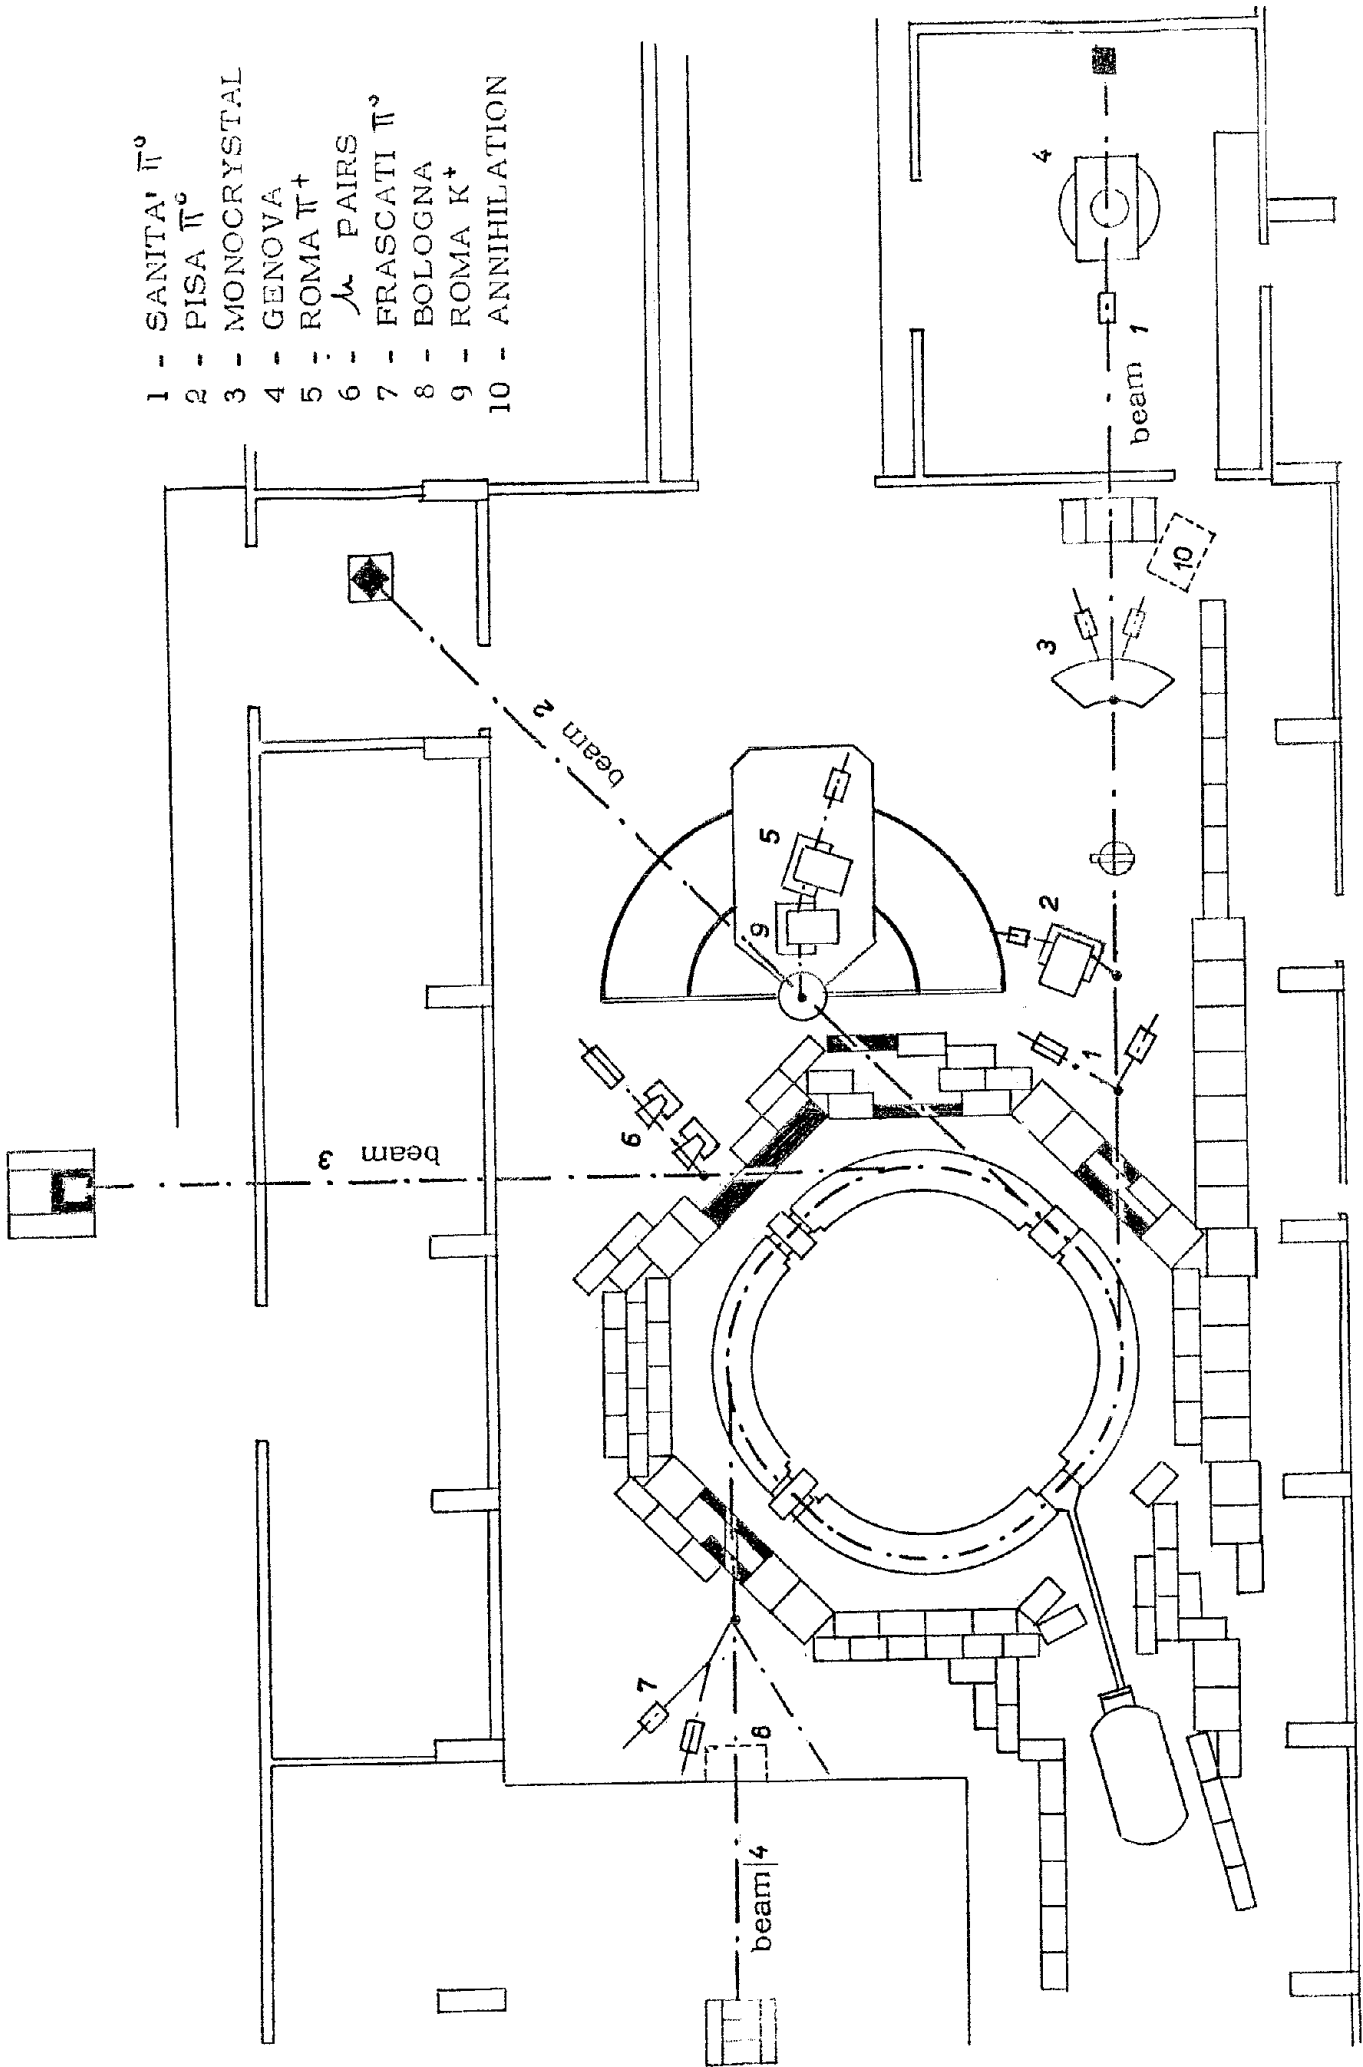 1 - SANITA' π°
2 - PISA π°
3 - MONOCRYSTAL
4 - GENOVA
5 - ROMA π+
6 - μ PAIRS
7 - FRASCATI π°
8 - BOLOGNA
9 - ROMA K+
10 - ANNIHILATION
beam 3
beam 2
beam 1
beam 4
1
2
3
4
5
6
7
8
9
10